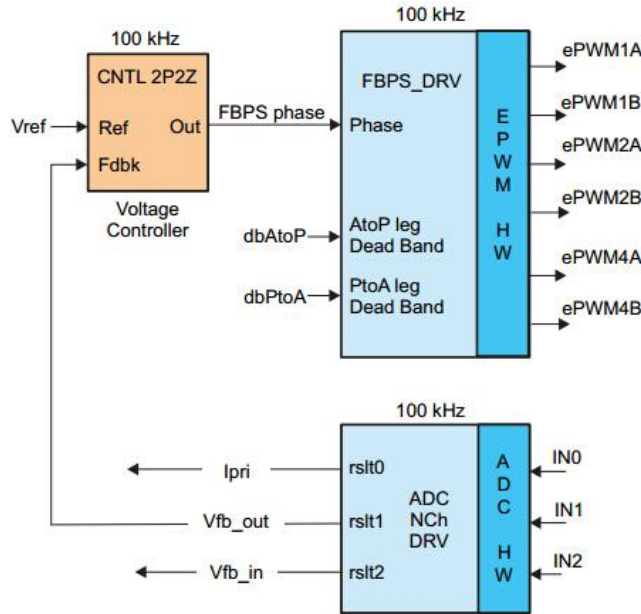 100 kHz
CNTL 2P2Z
Vref
Ref
Out
Fdbk
Voltage
Controller
FBPS phase
100 kHz
FBPS_DRV
Phase
dbAtoP
AtoP leg
Dead Band
dbPtoA
PtoA leg
Dead Band
E
P
W
M
H
W
ePWM1A
ePWM1B
ePWM2A
ePWM2B
ePWM4A
ePWM4B
100 kHz
Ipri
rslt0
Vfb_out
rslt1
Vfb_in
rslt2
ADC
NCh
DRV
A
D
C
H
W
IN0
IN1
IN2